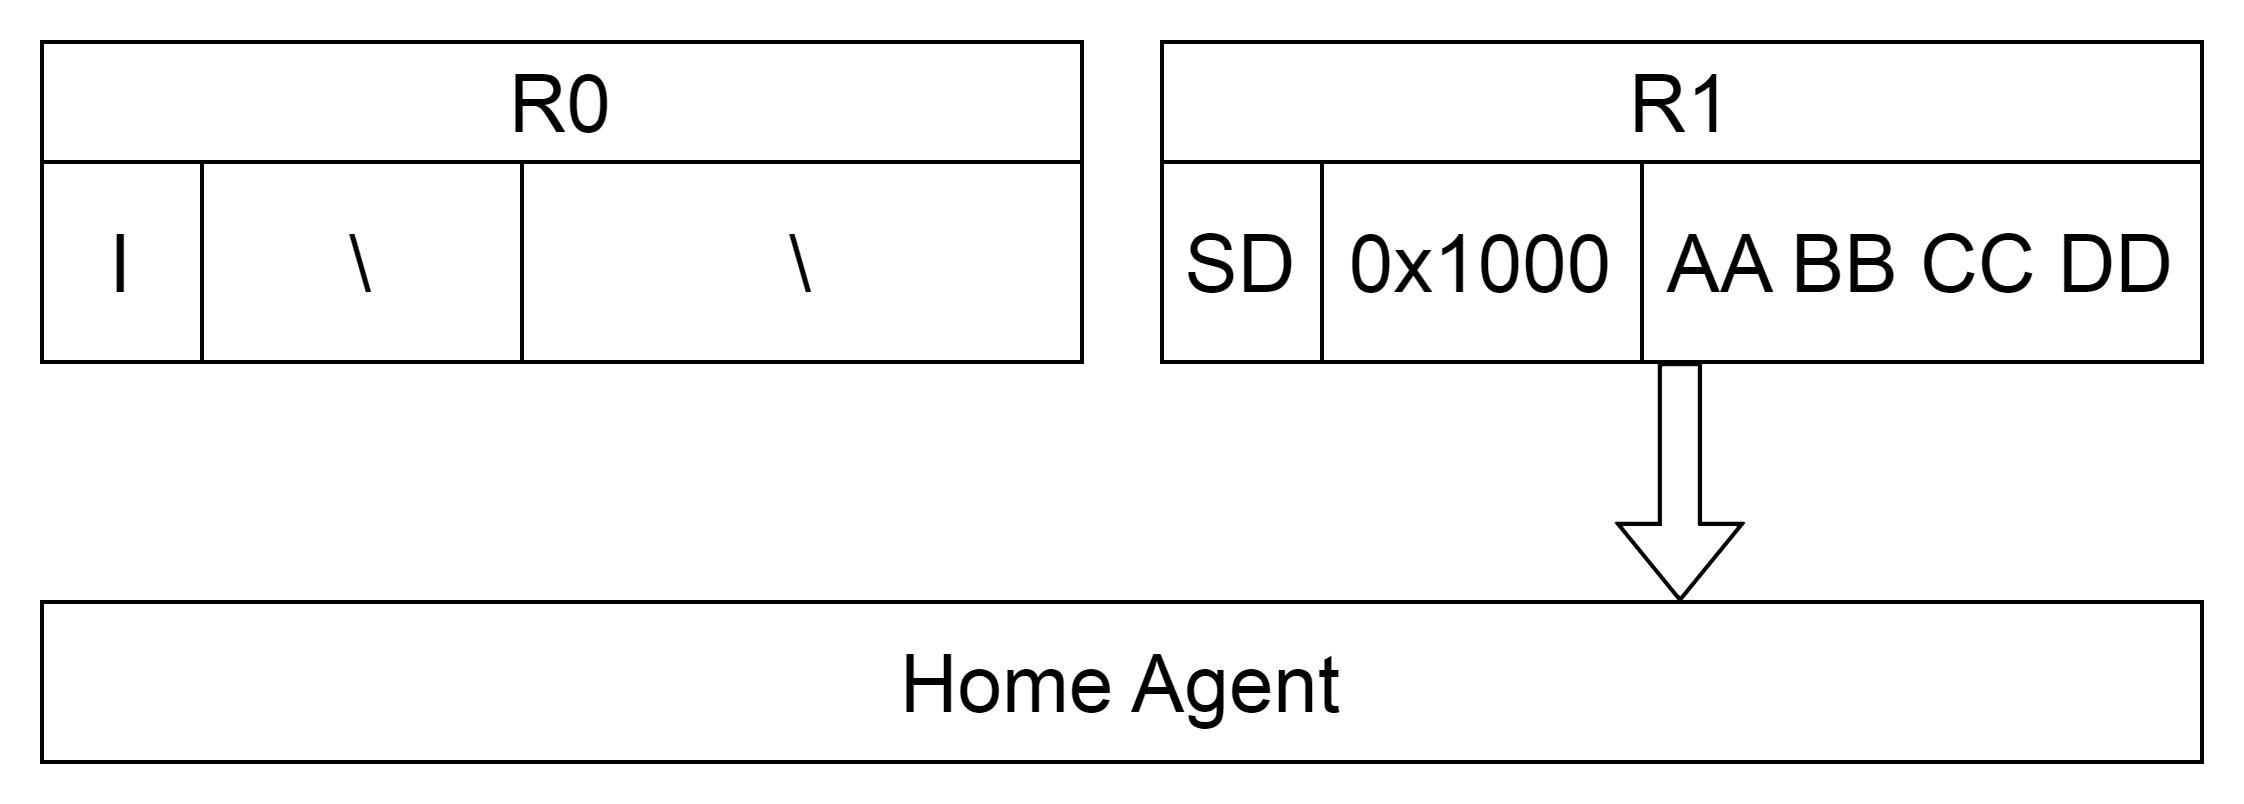 R0
R1
I
\
\
SD
0x1000
AA BB CC DD
Home Agent